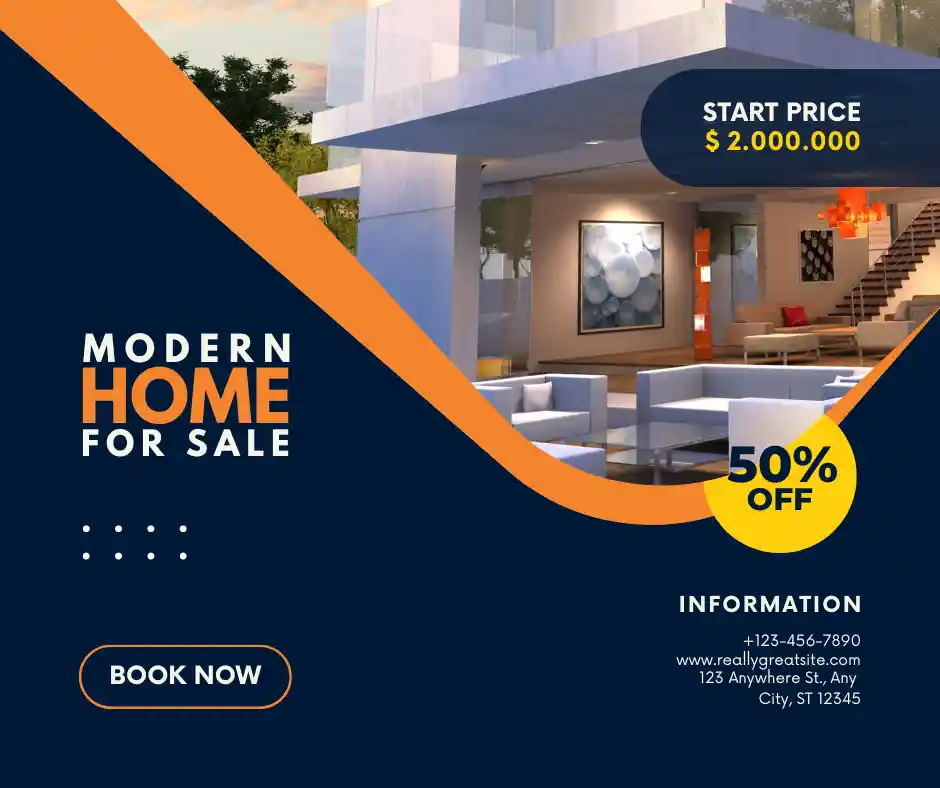 START PRICE
$ 2.000.000
MODERN
HOME
FOR SALE
50%
OFF
INFORMATION
+123-456-7890
www.reallygreatsite.com
123 Anywhere St., Any
City, ST 12345
BOOK NOW